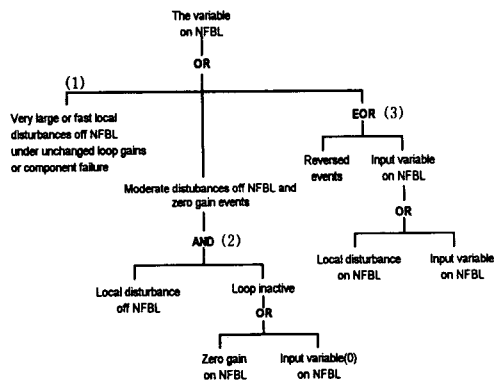 The variable
on NFBL
OR
(1)
Very large or fast local
disturbances off NFBL
under unchanged loop gains
or component failure
EOR (3)
Reversed
events
Input variable
on NFBL
Moderate distubances off NFBL and
zero gain events
OR
AND (2)
Local disturbance
on NFBL
Input variable
on NFBL
Local disturbance
off NFBL
Loop inactive
OR
Zero gain
on NFBL
Input variable(0)
on NFBL